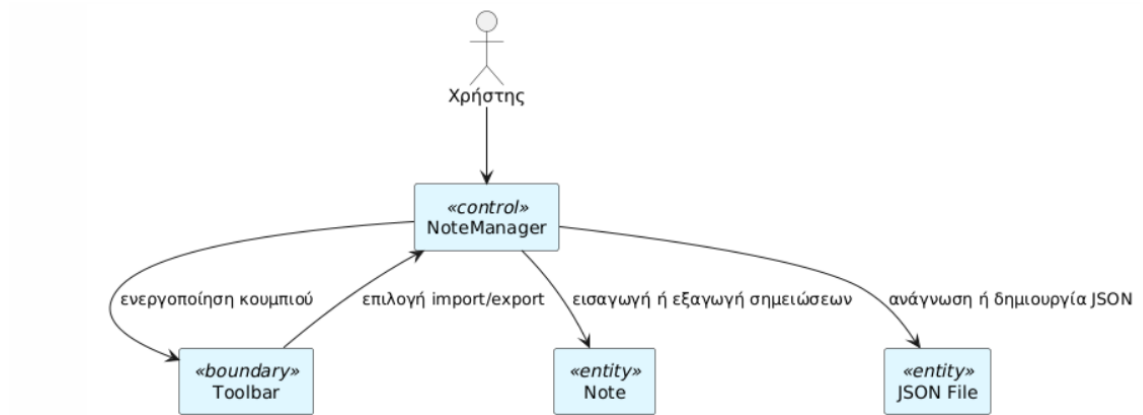 Χρήστης
«control»
NoteManager
ενεργοποίηση κουμπιού
επιλογή import/export
εισαγωγή ή εξαγωγή σημειώσεων
ανάγνωση ή δημιουργία JSON
«boundary»
Toolbar
«entity»
Note
«entity»
JSON File